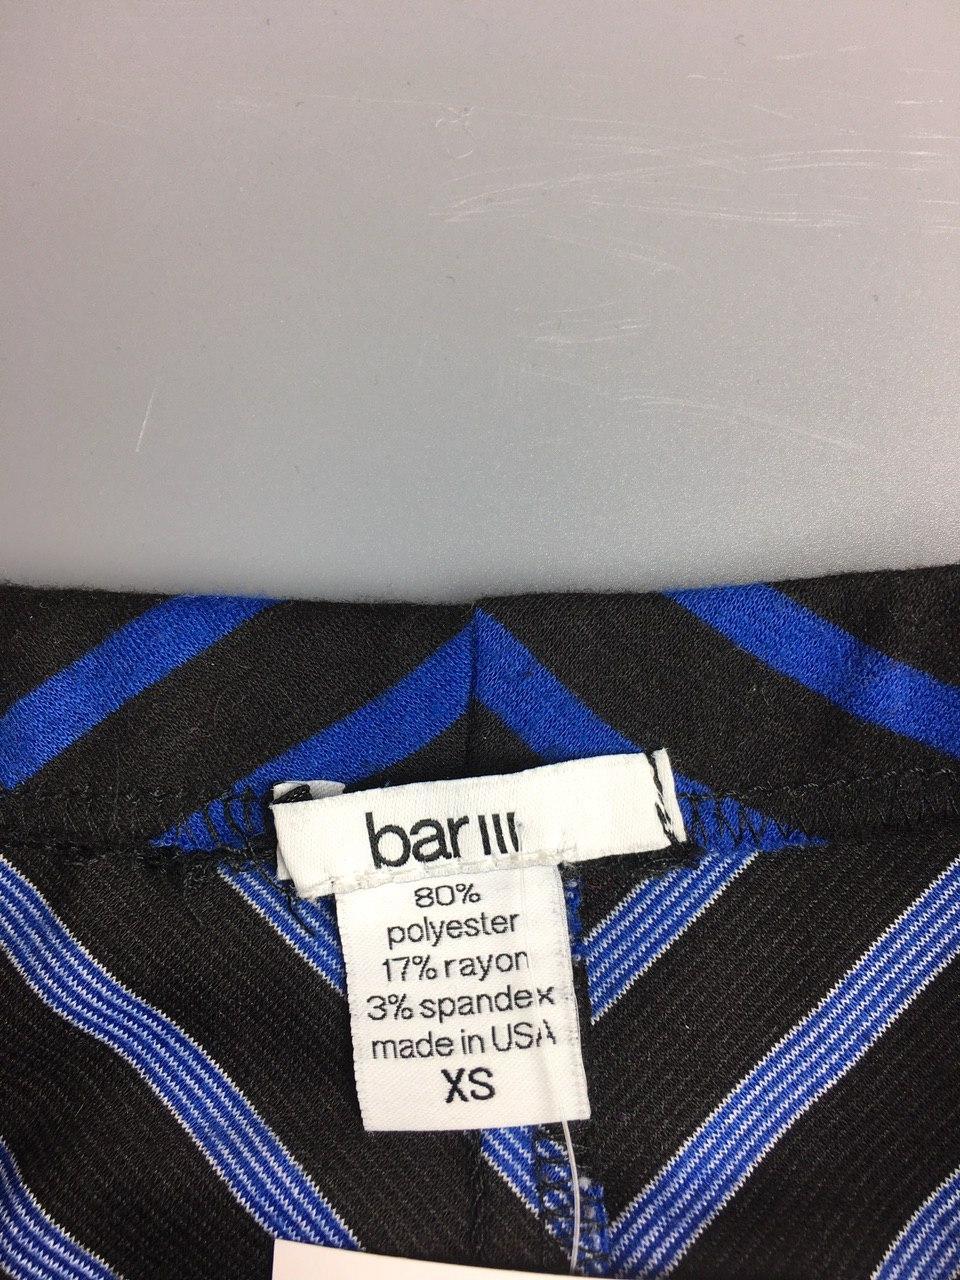 bar III
80%
polyester
17% rayon
3% spandex
made in USA
XS